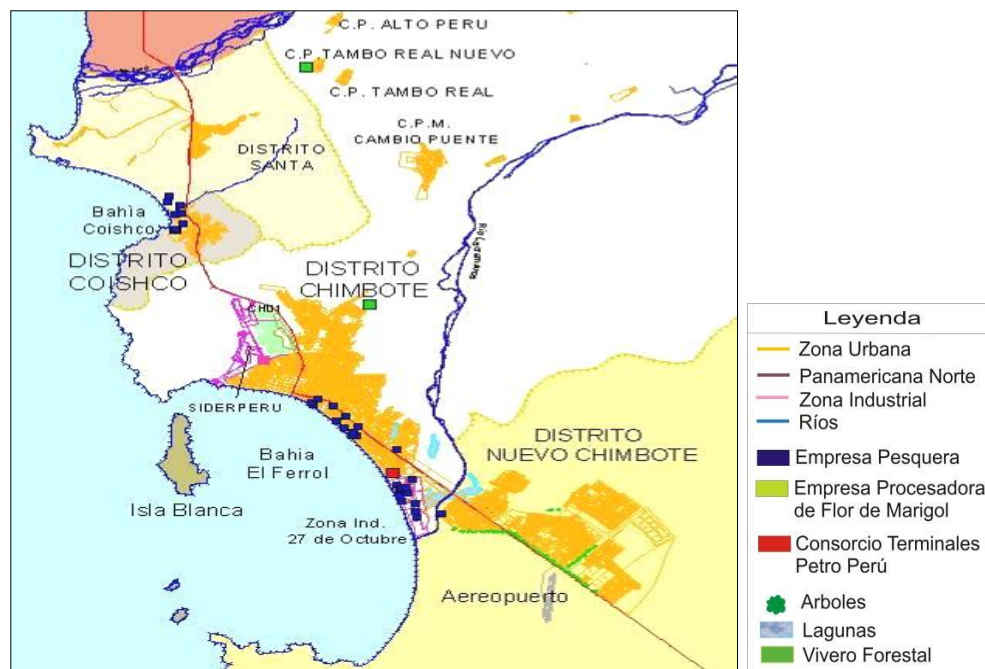 C.P. ALTO PERU
C.P. TAMBO REAL NUEVO
C.P. TAMBO REAL
C.P.M.
CAMBIO PUENTE
DISTRITO
SANTA
Bahìa
Coishco
DISTRITO
COISHCO
DISTRITO
CHIMBOTE
CHD1
SIDERPERU
Bahia
El Ferrol
Isla Blanca
DISTRITO
NUEVO CHIMBOTE
Zona Ind.
27 de Octubre
Aereopuerto
Leyenda
Zona Urbana
Panamericana Norte
Zona Industrial
Ríos
Empresa Pesquera
Empresa Procesadora
de Flor de Marigol
Consorcio Terminales
Petro Perú
Arboles
Lagunas
Vivero Forestal